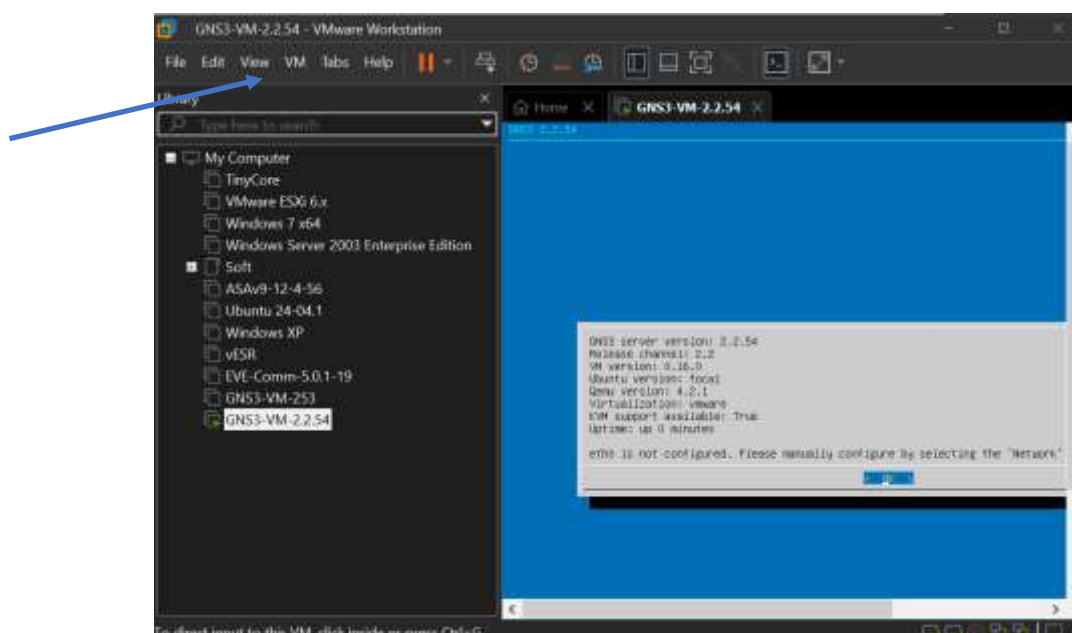 GNS3-VM-2.2.54 - VMware Workstation
File Edit View VM Tabs Help
Library
Type here to search
Home
GNS3-VM-2.2.54
GNS3 2.2.54
My Computer
TinyCore
VMware ESXi 6.x
Windows 7 x64
Windows Server 2003 Enterprise Edition
Soft
ASAv9-12-4-56
Ubuntu 24-04.1
Windows XP
vESR
EVE-Comm-5.0.1-19
GNS3-VM-253
GNS3-VM-2.2.54
GNS3 server version: 2.2.54
Release channel: 2.2
VM version: 0.16.0
Ubuntu version: focal
Qemu version: 4.2.1
Virtualization: vmware
KVM support available: True
Uptime: up 0 minutes
eth0 is not configured. Please manually configure by selecting the 'Network'
OK
To direct input to this VM, click inside or press Ctrl+G.